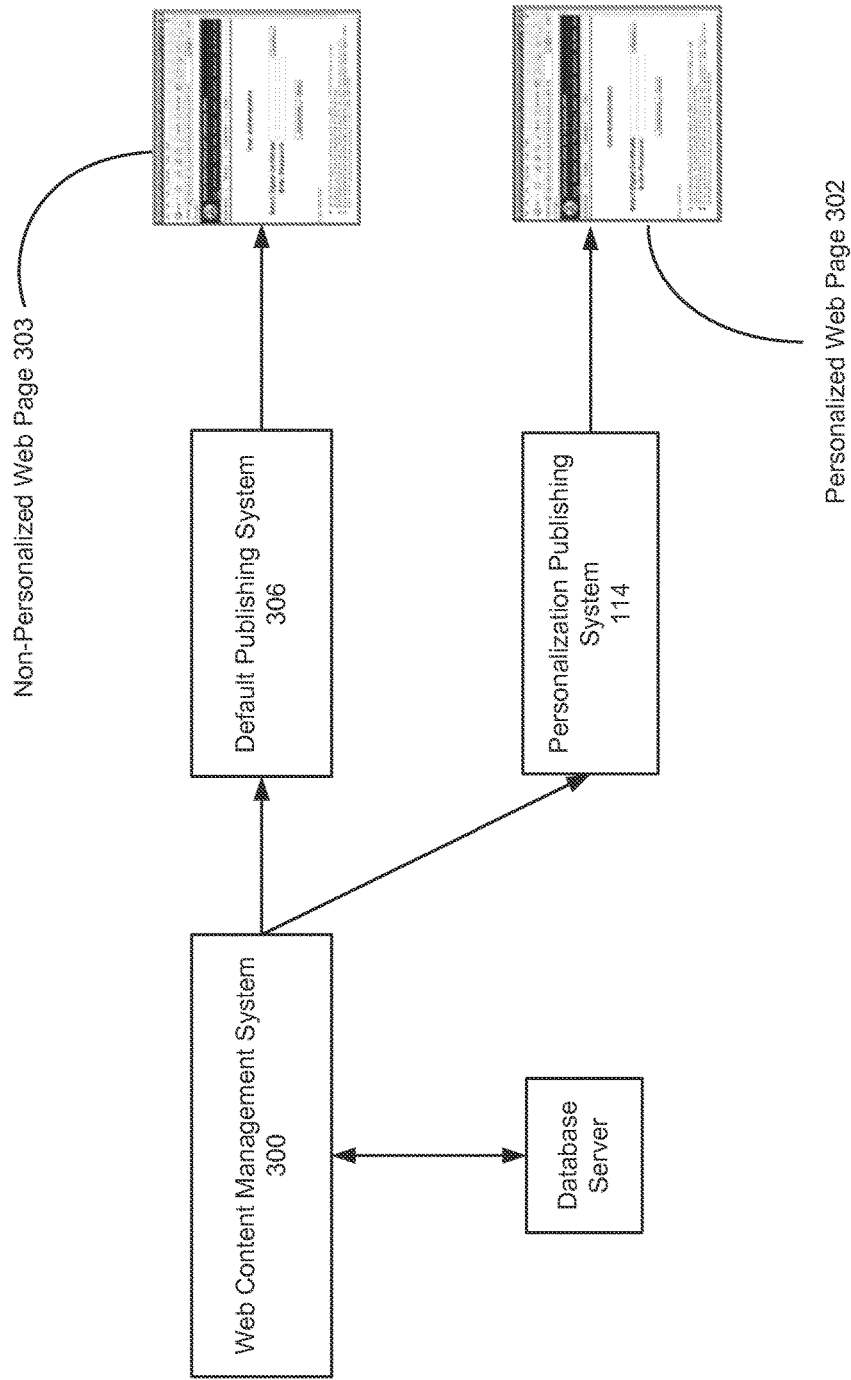 Non-Personalized Web Page 303
Web Content Management System
300
Default Publishing System
306
Database
Server
Personalization Publishing
System
114
Personalized Web Page 302